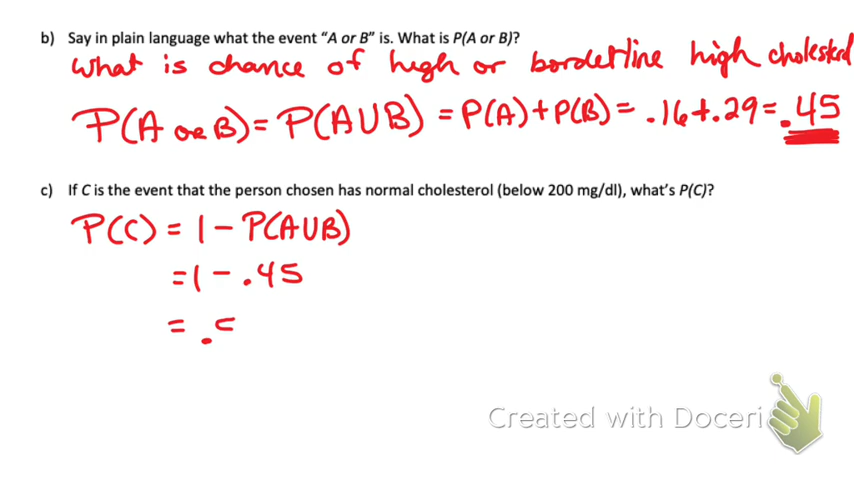 b) Say in plain language what the event “A or B” is. What is P(A or B)?
What is chance of high or borderline high cholesterol
P(A or B) = P(A∪B) = P(A)+P(B) = .16+.29 = .45
c) If C is the event that the person chosen has normal cholesterol (below 200 mg/dl), what’s P(C)?
P(C) = 1 - P(A∪B)
= 1 - .45
= .5
Created with Doceri